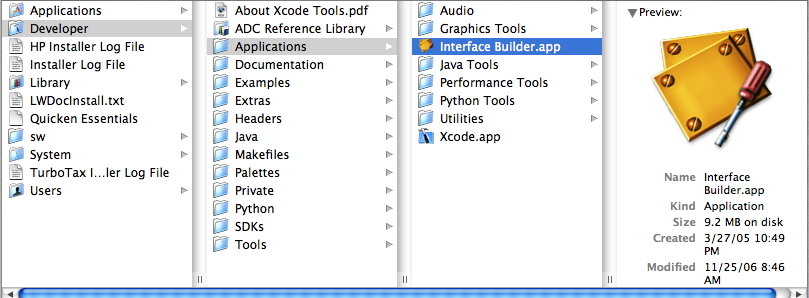 Applications
Developer
HP Installer Log File
Installer Log File
Library
LWDocInstall.txt
Quicken Essentials
sw
System
TurboTax I...ler Log File
Users
About Xcode Tools.pdf
ADC Reference Library
Applications
Documentation
Examples
Extras
Headers
Java
Makefiles
Palettes
Private
Python
SDKs
Tools
Audio
Graphics Tools
Interface Builder.app
Java Tools
Performance Tools
Python Tools
Utilities
Xcode.app
Preview:
Name Interface
Builder.app
Kind Application
Size 9.2 MB on disk
Created 3/27/05 10:49
PM
Modified 11/25/06 8:46
AM